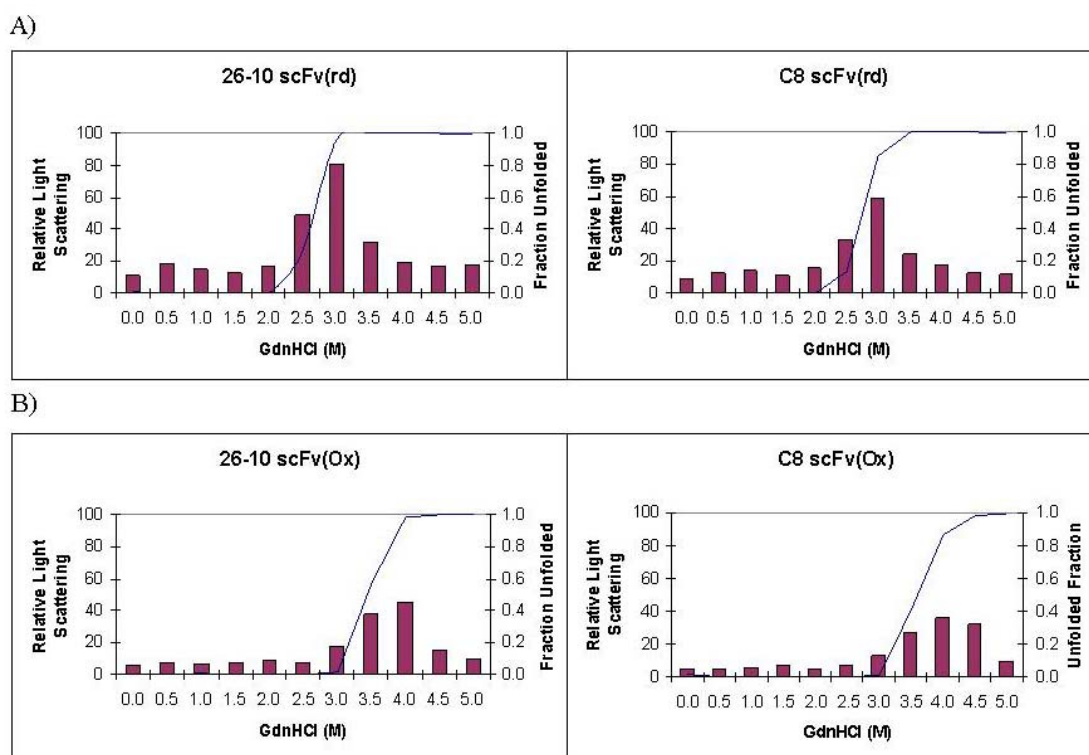 A)
26-10 scFv(rd)
Relative Light
Scattering
100
80
60
40
20
0
1.0
0.8
0.6
0.4
0.2
0.0
Fraction Unfolded
0.0 0.5 1.0 1.5 2.0 2.5 3.0 3.5 4.0 4.5 5.0
GdnHCl (M)
C8 scFv(rd)
Relative Light
Scattering
100
80
60
40
20
0
1.0
0.8
0.6
0.4
0.2
0.0
Fraction Unfolded
0.0 0.5 1.0 1.5 2.0 2.5 3.0 3.5 4.0 4.5 5.0
GdnHCl (M)
B)
26-10 scFv(Ox)
Relative Light
Scattering
100
80
60
40
20
0
1.0
0.8
0.6
0.4
0.2
0.0
Fraction Unfolded
0.0 0.5 1.0 1.5 2.0 2.5 3.0 3.5 4.0 4.5 5.0
GdnHCl (M)
C8 scFv(Ox)
Relative Light
Scattering
100
80
60
40
20
0
1.0
0.8
0.6
0.4
0.2
0.0
Unfolded Fraction
0.0 0.5 1.0 1.5 2.0 2.5 3.0 3.5 4.0 4.5 5.0
GdnHCl (M)